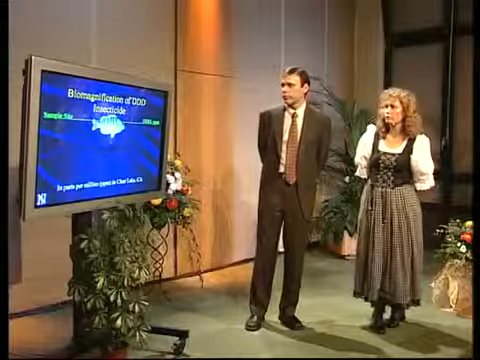 Biomagnification of DDD
Insecticide
Sample Site
In parts per million (ppm) in Clear Lake, CA
N